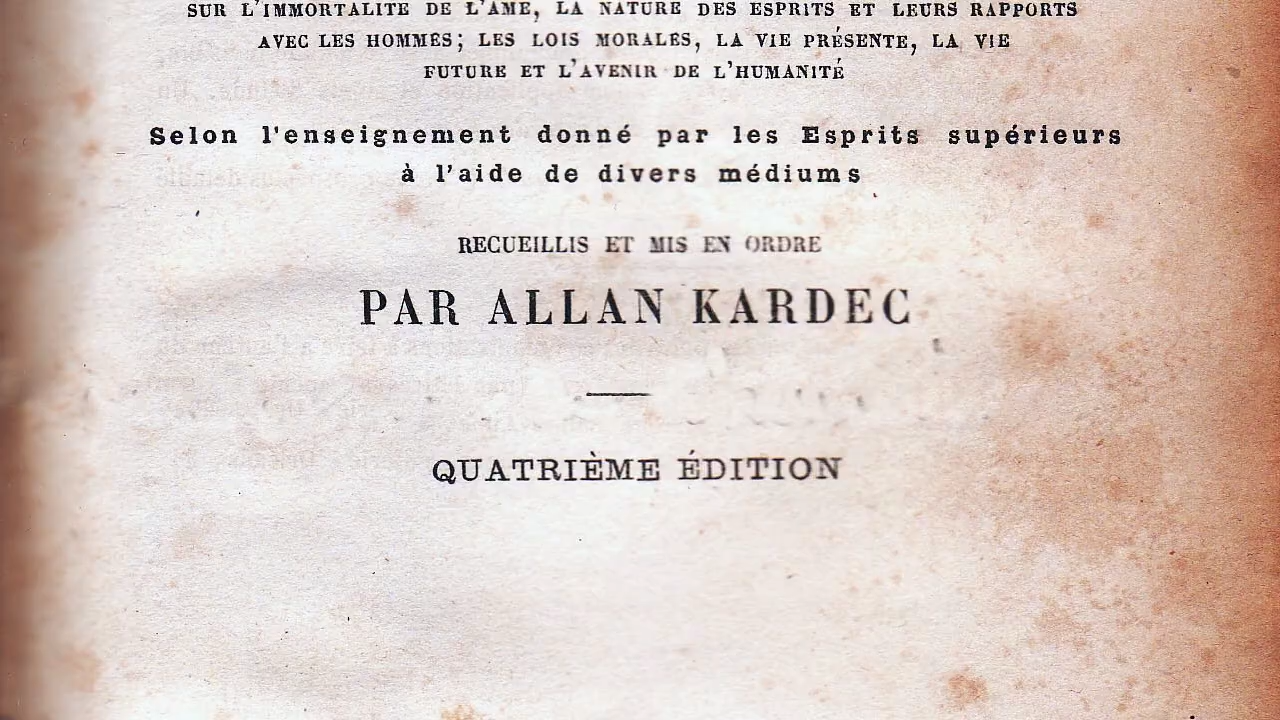 SUR L'IMMORTALITÉ DE L'AME, LA NATURE DES ESPRITS ET LEURS RAPPORTS
AVEC LES HOMMES; LES LOIS MORALES, LA VIE PRÉSENTE, LA VIE
FUTURE ET L'AVENIR DE L'HUMANITÉ
Selon l'enseignement donné par les Esprits supérieurs
à l'aide de divers médiums
RECUEILLIS ET MIS EN ORDRE
PAR ALLAN KARDEC
QUATRIÈME ÉDITION